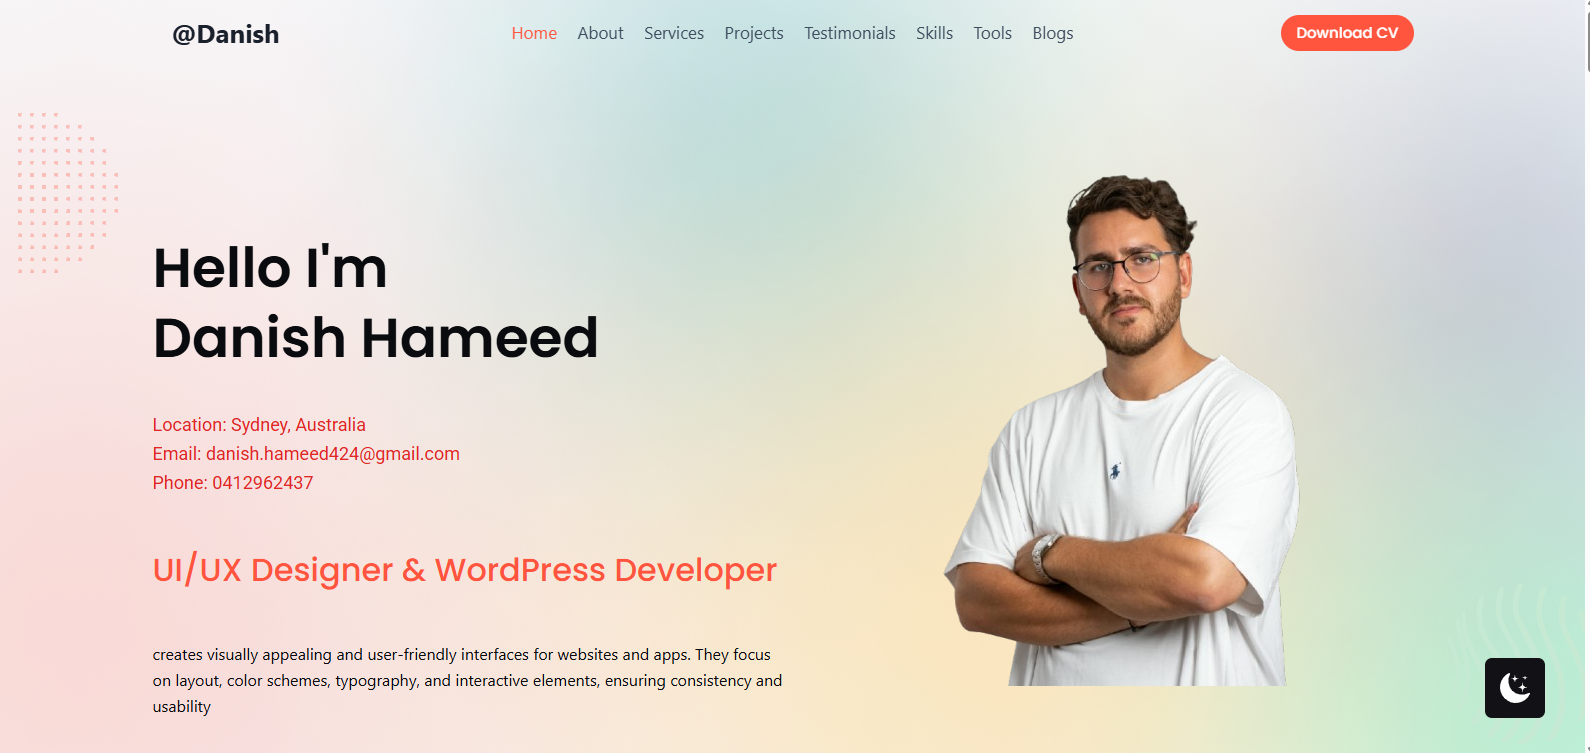 @Danish
Home About Services Projects Testimonials Skills Tools Blogs
Download CV
Hello I'm
Danish Hameed
Location: Sydney, Australia
Email: danish.hameed424@gmail.com
Phone: 0412962437
UI/UX Designer & WordPress Developer
creates visually appealing and user-friendly interfaces for websites and apps. They focus
on layout, color schemes, typography, and interactive elements, ensuring consistency and
usability